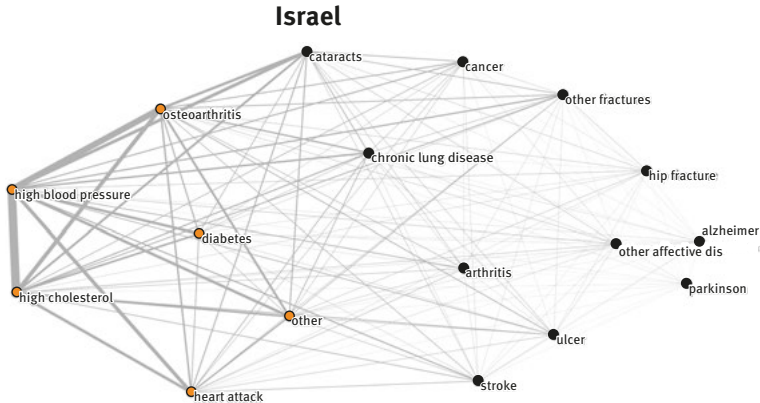 Israel
cataracts
cancer
other fractures
osteoarthritis
chronic lung disease
hip fracture
high blood pressure
alzheimer
diabetes
other affective dis
arthritis
parkinson
high cholesterol
other
ulcer
stroke
heart attack